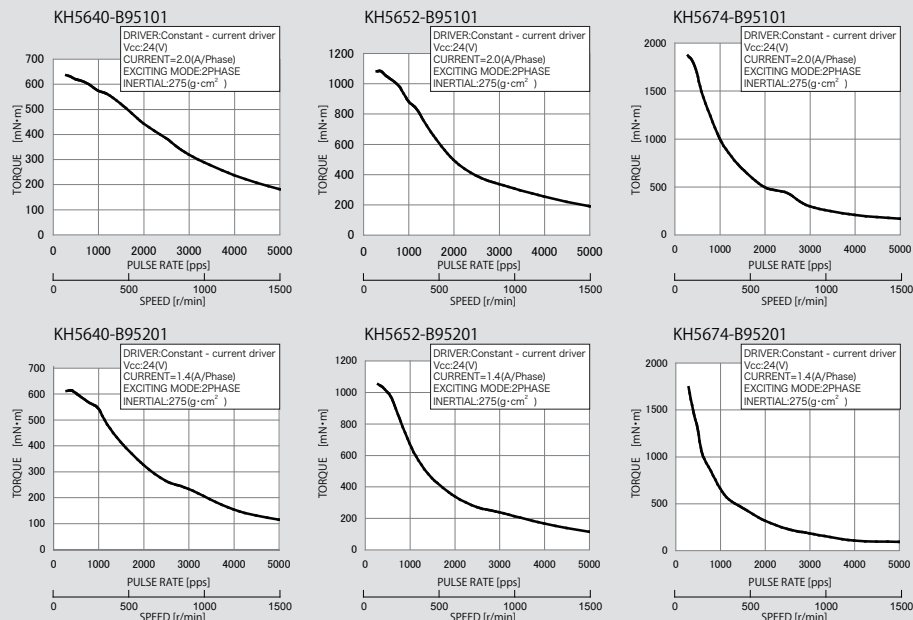 KH5640-B95101
DRIVER:Constant - current driver
Vcc:24(V)
CURRENT=2.0(A/Phase)
EXCITING MODE:2PHASE
INERTIAL:275(g·cm² )
TORQUE [mN•m]
700
600
500
400
300
200
100
0
0 1000 2000 3000 4000 5000
PULSE RATE [pps]
0 500 1000 1500
SPEED [r/min]
KH5652-B95101
DRIVER:Constant - current driver
Vcc:24(V)
CURRENT=2.0(A/Phase)
EXCITING MODE:2PHASE
INERTIAL:275(g·cm² )
TORQUE [mN•m]
1200
1000
800
600
400
200
0
0 1000 2000 3000 4000 5000
PULSE RATE [pps]
0 500 1000 1500
SPEED [r/min]
KH5674-B95101
DRIVER:Constant - current driver
Vcc:24(V)
CURRENT=2.0(A/Phase)
EXCITING MODE:2PHASE
INERTIAL:275(g·cm² )
TORQUE [mN•m]
2000
1500
1000
500
0
0 1000 2000 3000 4000 5000
PULSE RATE [pps]
0 500 1000 1500
SPEED [r/min]
KH5640-B95201
DRIVER:Constant - current driver
Vcc:24(V)
CURRENT=1.4(A/Phase)
EXCITING MODE:2PHASE
INERTIAL:275(g·cm² )
TORQUE [mN•m]
700
600
500
400
300
200
100
0
0 1000 2000 3000 4000 5000
PULSE RATE [pps]
0 500 1000 1500
SPEED [r/min]
KH5652-B95201
DRIVER:Constant - current driver
Vcc:24(V)
CURRENT=1.4(A/Phase)
EXCITING MODE:2PHASE
INERTIAL:275(g·cm² )
TORQUE [mN•m]
1200
1000
800
600
400
200
0
0 1000 2000 3000 4000 5000
PULSE RATE [pps]
0 500 1000 1500
SPEED [r/min]
KH5674-B95201
DRIVER:Constant - current driver
Vcc:24(V)
CURRENT=1.4(A/Phase)
EXCITING MODE:2PHASE
INERTIAL:275(g·cm² )
TORQUE [mN•m]
2000
1500
1000
500
0
0 1000 2000 3000 4000 5000
PULSE RATE [pps]
0 500 1000 1500
SPEED [r/min]